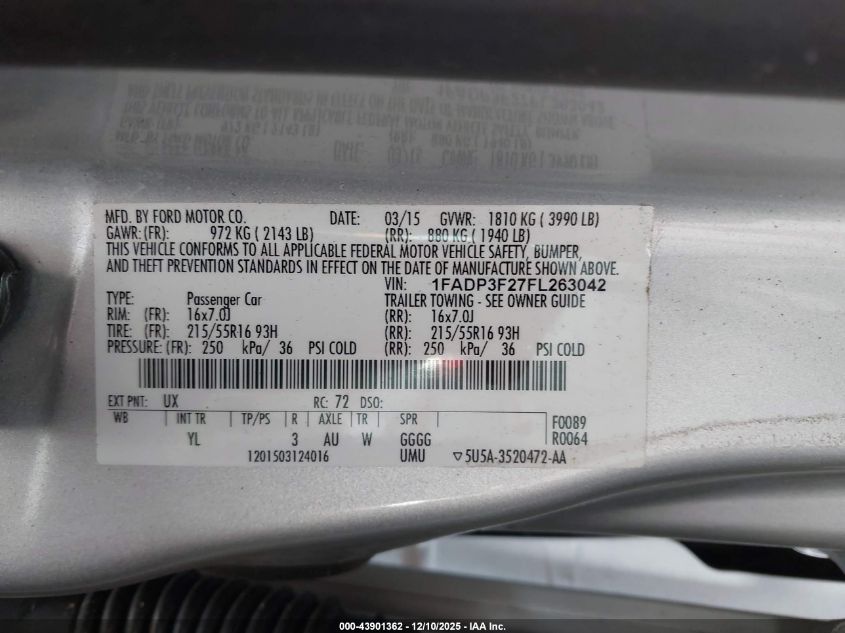 MFD. BY FORD MOTOR CO. DATE: 03/15 GVWR: 1810 KG ( 3990 LB)
GAWR: (FR): 972 KG ( 2143 LB) (RR): 880 KG ( 1940 LB)
THIS VEHICLE CONFORMS TO ALL APPLICABLE FEDERAL MOTOR VEHICLE SAFETY, BUMPER,
AND THEFT PREVENTION STANDARDS IN EFFECT ON THE DATE OF MANUFACTURE SHOWN ABOVE.
VIN: 1FADP3F27FL263042
TYPE: Passenger Car TRAILER TOWING - SEE OWNER GUIDE
RIM: (FR): 16x7.0J (RR): 16x7.0J
TIRE: (FR): 215/55R16 93H (RR): 215/55R16 93H
PRESSURE: (FR): 250 kPa/ 36 PSI COLD (RR): 250 kPa/ 36 PSI COLD
EXT PNT: UX RC: 72 DSO:
WB INT TR TP/PS R AXLE TR SPR F0089
YL 3 AU W GGGG R0064
1201503124016 UMU ▽5U5A-3520472-AA
000-43901362 - 12/10/2025 - IAA Inc.